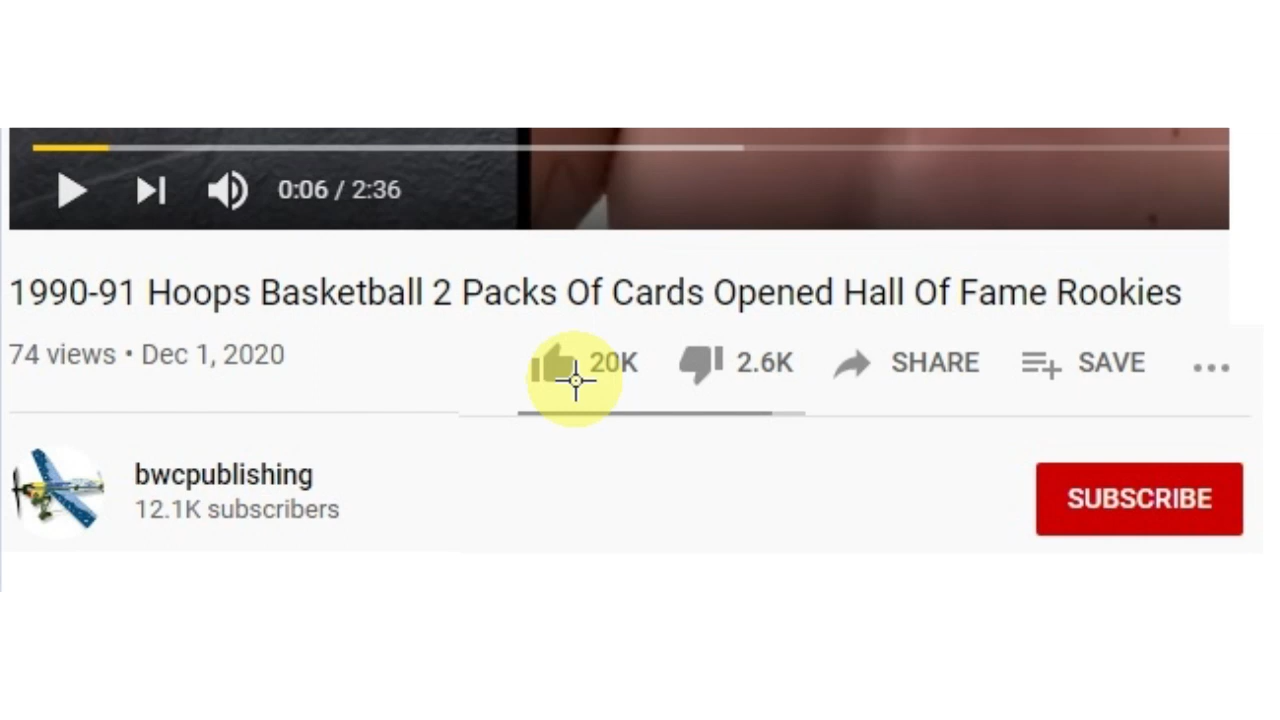 0:06 / 2:36
1990-91 Hoops Basketball 2 Packs Of Cards Opened Hall Of Fame Rookies
74 views • Dec 1, 2020
20K 2.6K SHARE SAVE
bwcpublishing
12.1K subscribers
SUBSCRIBE